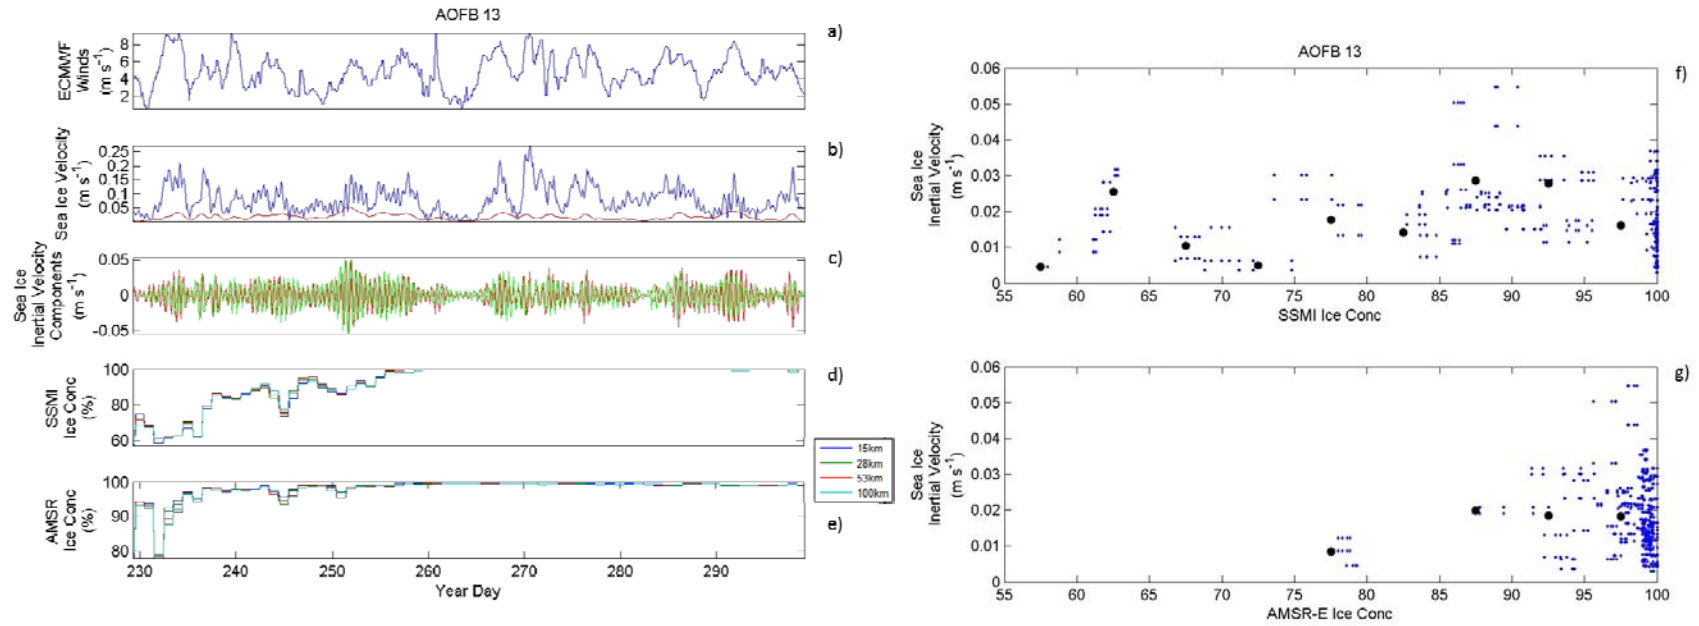 AOFB 13
a)
ECMWF
Winds
(m s-1)
8
6
4
2
b)
Sea Ice Velocity
(m s-1)
0.25
0.15
0.05
c)
Sea Ice
Inertial Velocity
Components
(m s-1)
0.05
0
-0.05
d)
SSMI
Ice Conc
(%)
100
80
60
e)
AMSR
Ice Conc
(%)
100
90
80
230 240 250 260 270 280 290
Year Day
15km
28km
53km
100km
AOFB 13
f)
Sea Ice
Inertial Velocity
(m s-1)
0.06
0.05
0.04
0.03
0.02
0.01
0
55 60 65 70 75 80 85 90 95 100
SSMI Ice Conc
g)
Sea Ice
Inertial Velocity
(m s-1)
0.06
0.05
0.04
0.03
0.02
0.01
0
55 60 65 70 75 80 85 90 95 100
AMSR-E Ice Conc